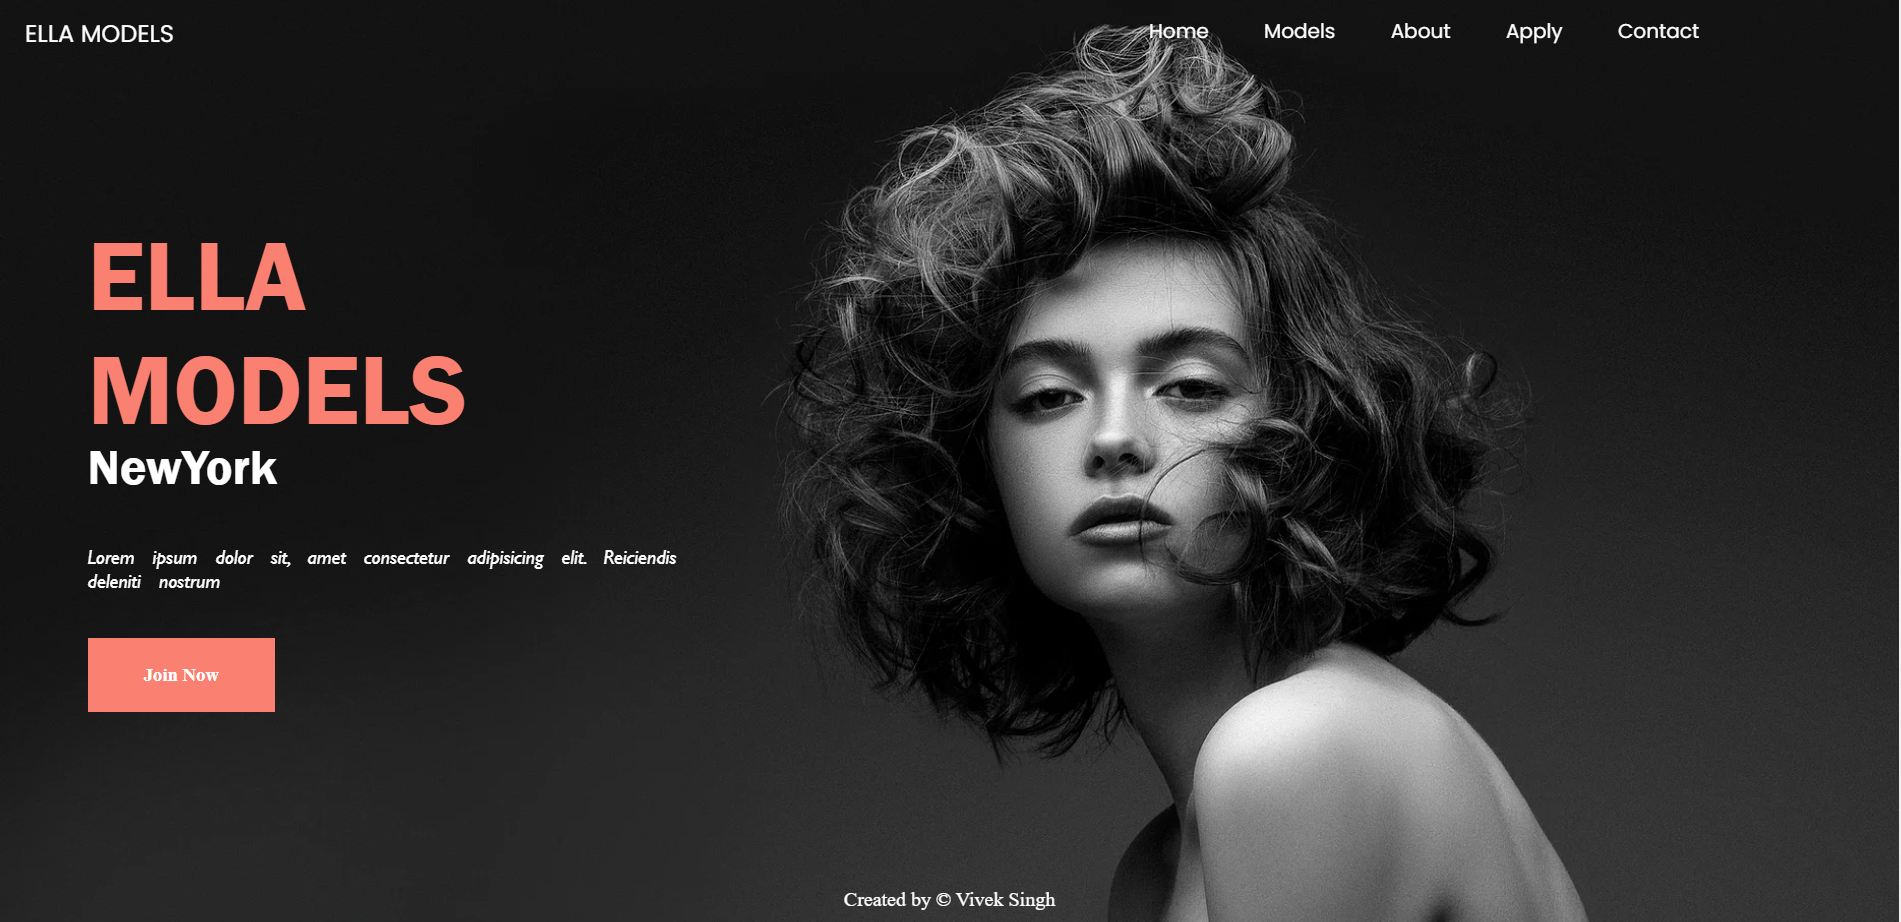 ELLA MODELS
Home Models About Apply Contact
ELLA
MODELS
NewYork
Lorem ipsum dolor sit, amet consectetur adipisicing elit. Reiciendis
deleniti nostrum
Join Now
Created by © Vivek Singh